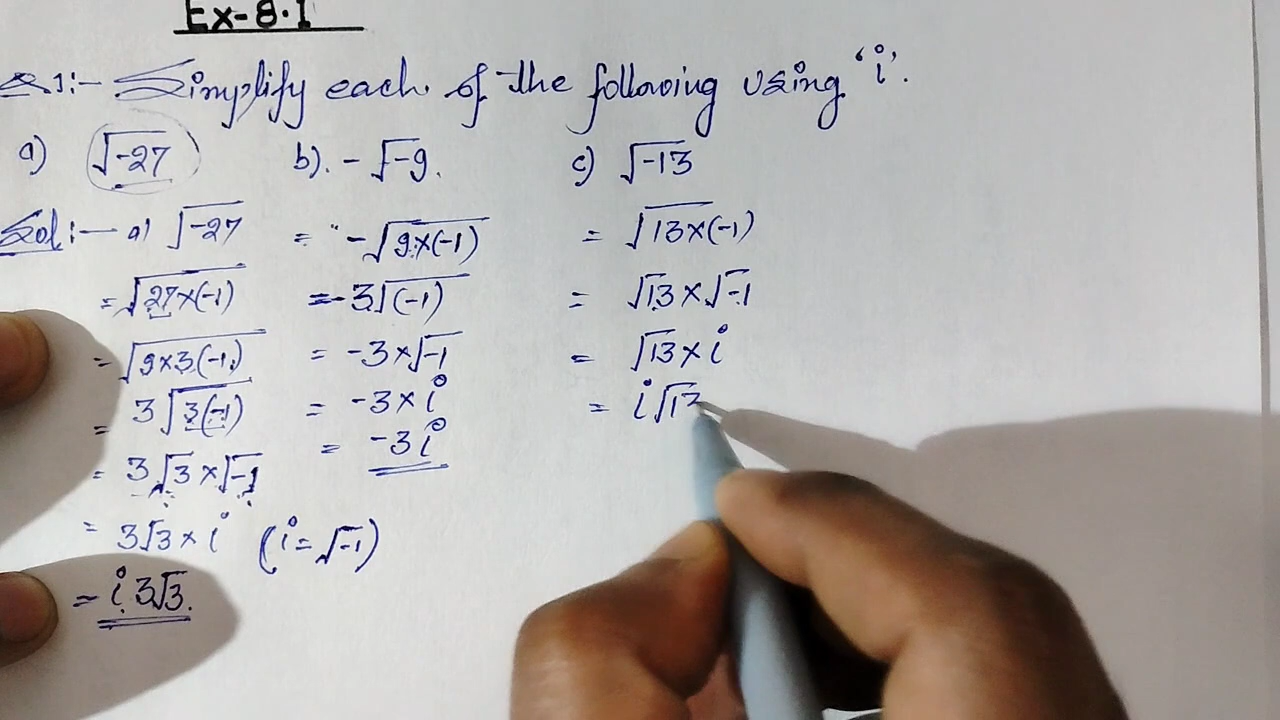 Ex-8.1
Q1:- Simplify each of the following using 'i'.
a) √-27 b). - √-9. c) √-13
Sol:- a) √-27 = -√9×(-1) = √13×(-1)
= √27×(-1) = -3√(-1) = √13 × √-1
= √9×3(-1) = -3×√-1 = √13 × i
= 3√3(-1) = -3×i = i√13
= 3√3 × √-1 = -3i
= 3√3 × i (i = √-1)
= i 3√3.